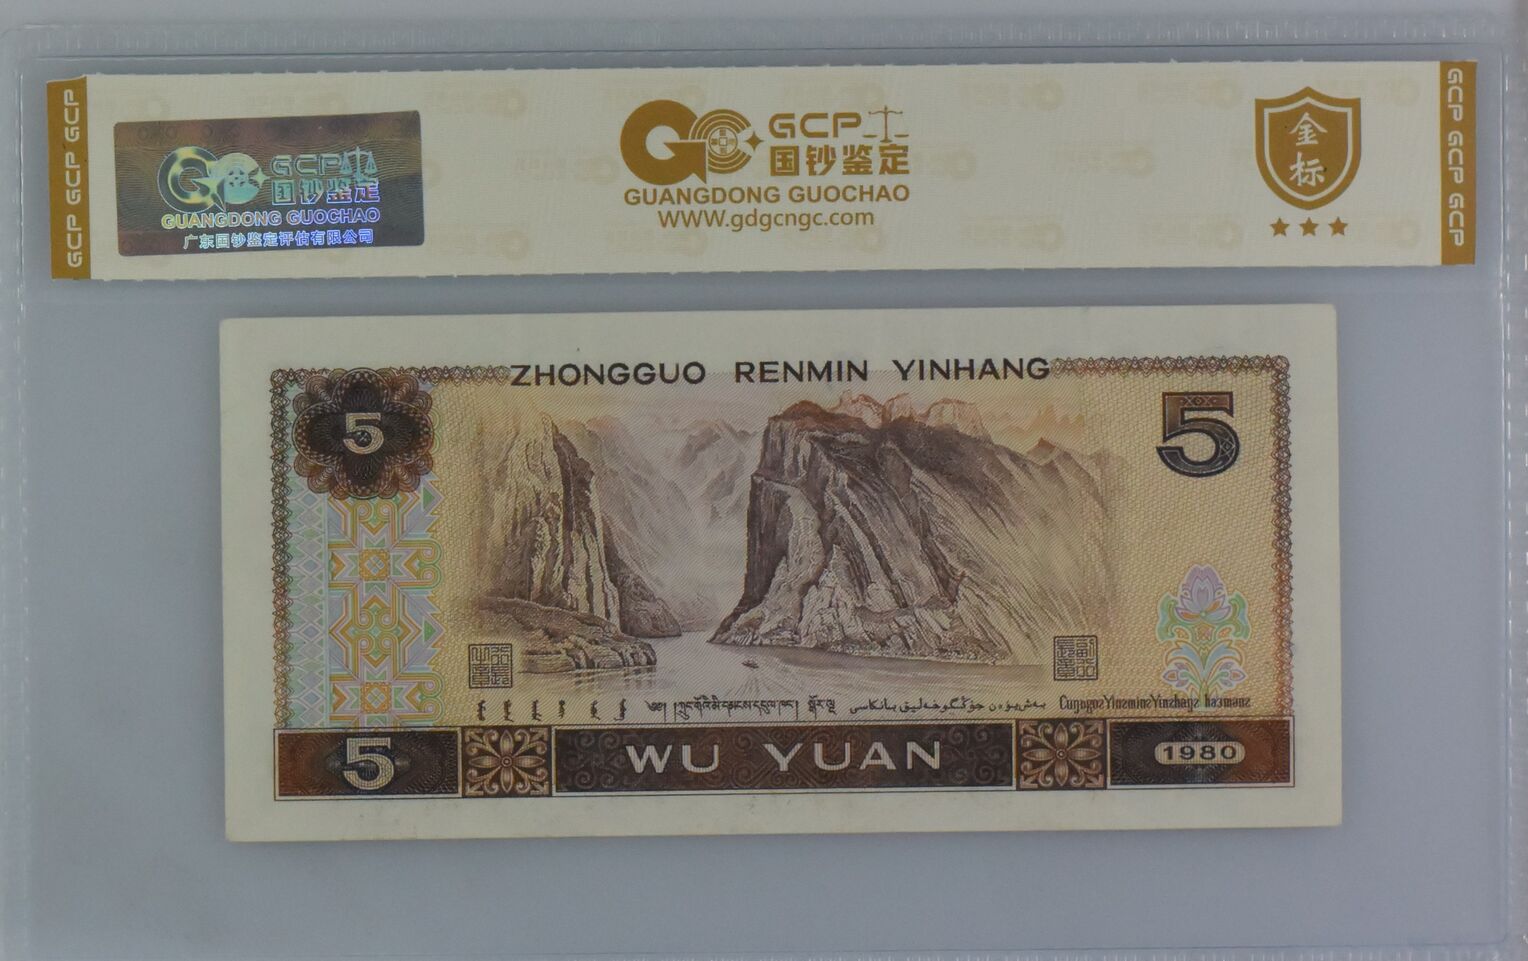 GCP GCP GCP
GCP
国钞鉴定
GUANGDONG GUOCHAO
广东国钞鉴定评估有限公司
GCP
国钞鉴定
GUANGDONG GUOCHAO
WWW.gdgcngc.com
金
标
GCP GCP GCP
ZHONGGUO RENMIN YINHANG
5
5
5
WU YUAN
1980